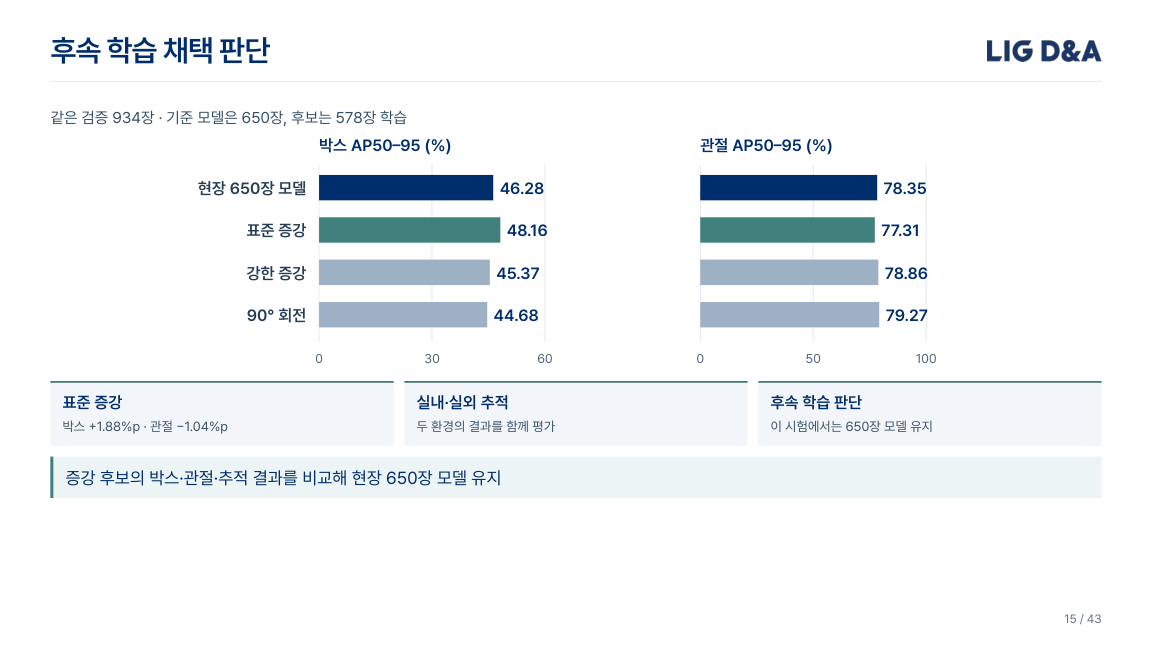 후속 학습 채택 판단
LIG D&A
같은 검증 934장 · 기준 모델은 650장, 후보는 578장 학습
박스 AP50–95 (%)
현장 650장 모델 46.28
표준 증강 48.16
강한 증강 45.37
90° 회전 44.68
0 30 60
관절 AP50–95 (%)
78.35
77.31
78.86
79.27
0 50 100
표준 증강
박스 +1.88%p · 관절 −1.04%p
실내·실외 추적
두 환경의 결과를 함께 평가
후속 학습 판단
이 시험에서는 650장 모델 유지
증강 후보의 박스·관절·추적 결과를 비교해 현장 650장 모델 유지
15 / 43